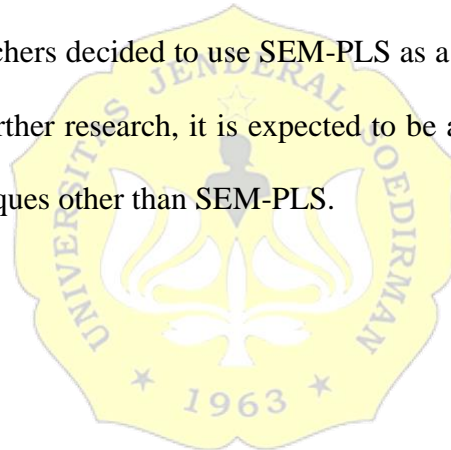 chers decided to use SEM-PLS as a
rther research, it is expected to be a
ques other than SEM-PLS.
UNIVERSITAS JENDERAL SOEDIRMAN
★ 1963 ★